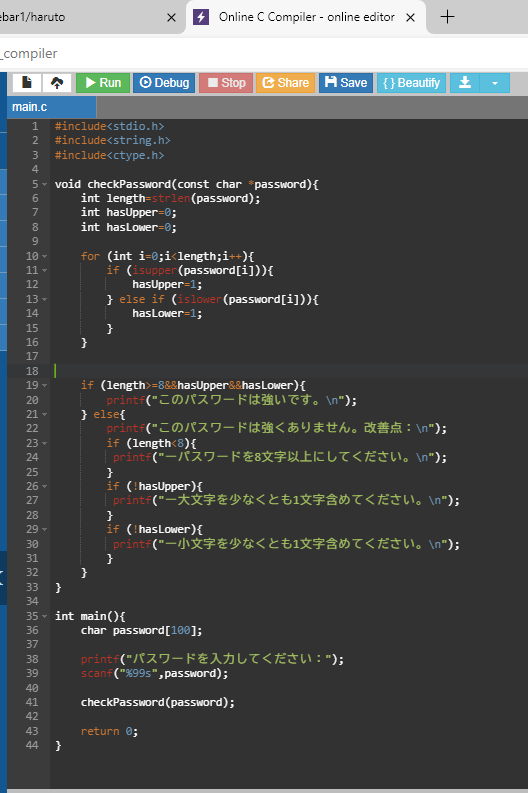 ebar1/haruto
Online C Compiler - online editor
_compiler
Run Debug Stop Share Save { } Beautify
main.c
1 #include<stdio.h>
2 #include<string.h>
3 #include<ctype.h>
4
5 void checkPassword(const char *password){
6 int length=strlen(password);
7 int hasUpper=0;
8 int hasLower=0;
9
10 for (int i=0;i<length;i++){
11 if (isupper(password[i])){
12 hasUpper=1;
13 } else if (islower(password[i])){
14 hasLower=1;
15 }
16 }
17
18
19 if (length>=8&&hasUpper&&hasLower){
20 printf("このパスワードは強いです。\n");
21 } else{
22 printf("このパスワードは強くありません。改善点：\n");
23 if (length<8){
24 printf("ーパスワードを8文字以上にしてください。\n");
25 }
26 if (!hasUpper){
27 printf("ー大文字を少なくとも1文字含めてください。\n");
28 }
29 if (!hasLower){
30 printf("ー小文字を少なくとも1文字含めてください。\n");
31 }
32 }
33 }
34
35 int main(){
36 char password[100];
37
38 printf("パスワードを入力してください：");
39 scanf("%99s",password);
40
41 checkPassword(password);
42
43 return 0;
44 }